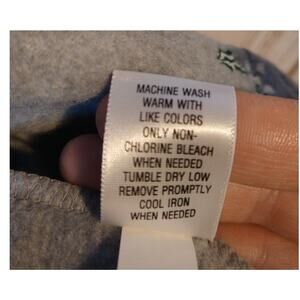 MACHINE WASH
WARM WITH
LIKE COLORS
ONLY NON-
CHLORINE BLEACH
WHEN NEEDED
TUMBLE DRY LOW
REMOVE PROMPTLY
COOL IRON
WHEN NEEDED